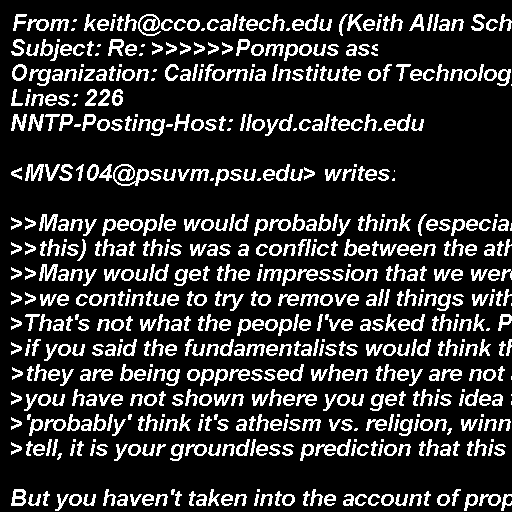 From: keith@cco.caltech.edu (Keith Allan Sch
Subject: Re: >>>>>>Pompous ass
Organization: California Institute of Technology,
Lines: 226
NNTP-Posting-Host: lloyd.caltech.edu

<MVS104@psuvm.psu.edu> writes:

>>Many people would probably think (especial
>>this) that this was a conflict between the ath
>>Many would get the impression that we were
>>we contintue to try to remove all things with
>That's not what the people I've asked think. P
>if you said the fundamentalists would think th
>they are being oppressed when they are not
>you have not shown where you get this idea
>'probably' think it's atheism vs. religion, winn
>tell, it is your groundless prediction that this

But you haven't taken into the account of prop